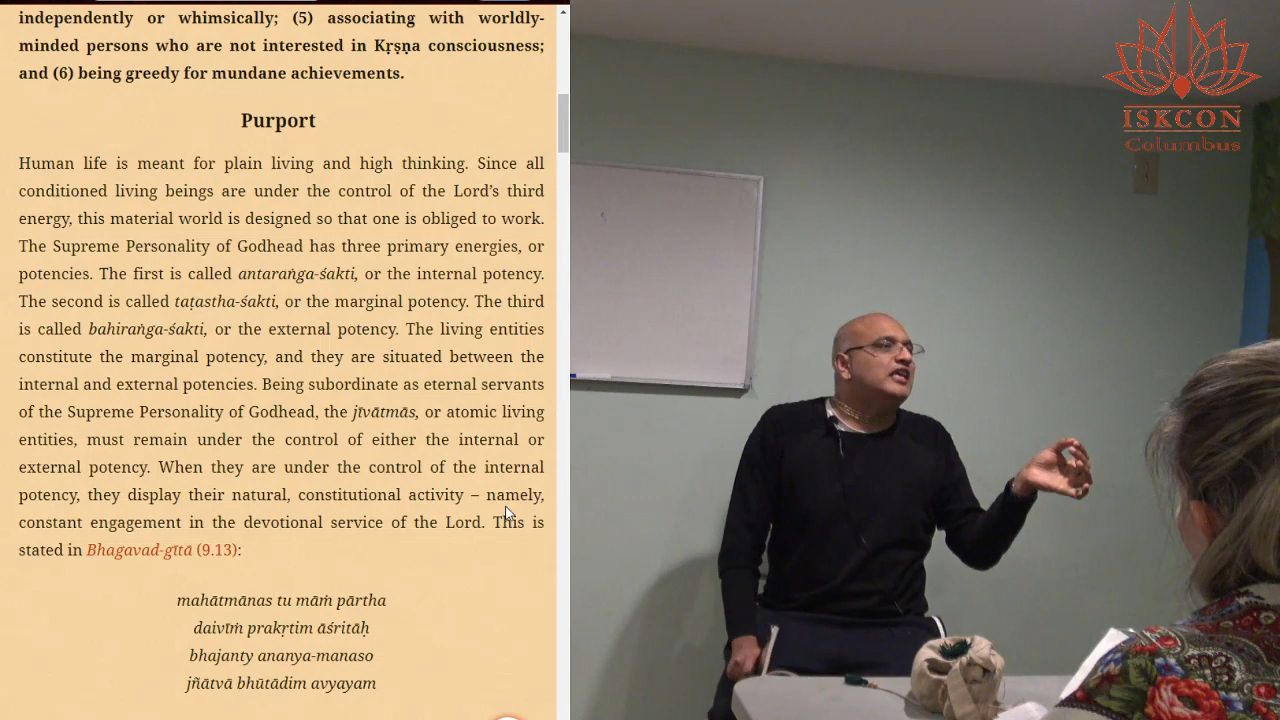 independently or whimsically; (5) associating with worldly-
minded persons who are not interested in Kṛṣṇa consciousness;
and (6) being greedy for mundane achievements.
Purport
Human life is meant for plain living and high thinking. Since all
conditioned living beings are under the control of the Lord’s third
energy, this material world is designed so that one is obliged to work.
The Supreme Personality of Godhead has three primary energies, or
potencies. The first is called antaraṅga-śakti, or the internal potency.
The second is called taṭastha-śakti, or the marginal potency. The third
is called bahiraṅga-śakti, or the external potency. The living entities
constitute the marginal potency, and they are situated between the
internal and external potencies. Being subordinate as eternal servants
of the Supreme Personality of Godhead, the jīvātmās, or atomic living
entities, must remain under the control of either the internal or
external potency. When they are under the control of the internal
potency, they display their natural, constitutional activity – namely,
constant engagement in the devotional service of the Lord. This is
stated in Bhagavad-gītā (9.13):
mahātmānas tu māṁ pārtha
daivīṁ prakṛtim āśritāḥ
bhajanty ananya-manaso
jñātvā bhūtādim avyayam
ISKCON
Columbus